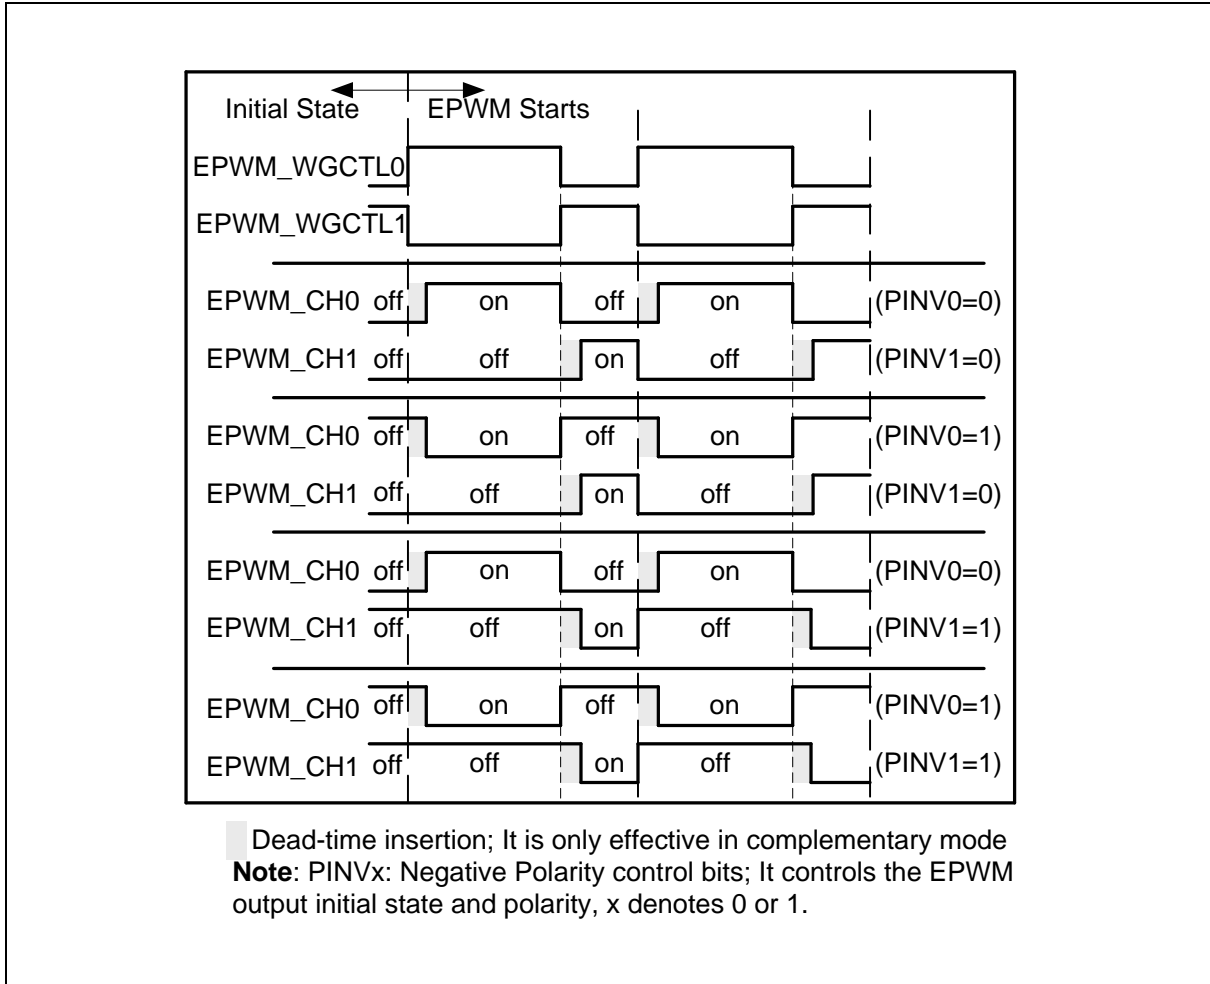 Initial State EPWM Starts
EPWM_WGCTL0
EPWM_WGCTL1
EPWM_CH0 off on off on (PINV0=0)
EPWM_CH1 off off on off (PINV1=0)
EPWM_CH0 off on off on (PINV0=1)
EPWM_CH1 off off on off (PINV1=0)
EPWM_CH0 off on off on (PINV0=0)
EPWM_CH1 off off on off (PINV1=1)
EPWM_CH0 off on off on (PINV0=1)
EPWM_CH1 off off on off (PINV1=1)
Dead-time insertion; It is only effective in complementary mode
Note: PINVx: Negative Polarity control bits; It controls the EPWM
output initial state and polarity, x denotes 0 or 1.